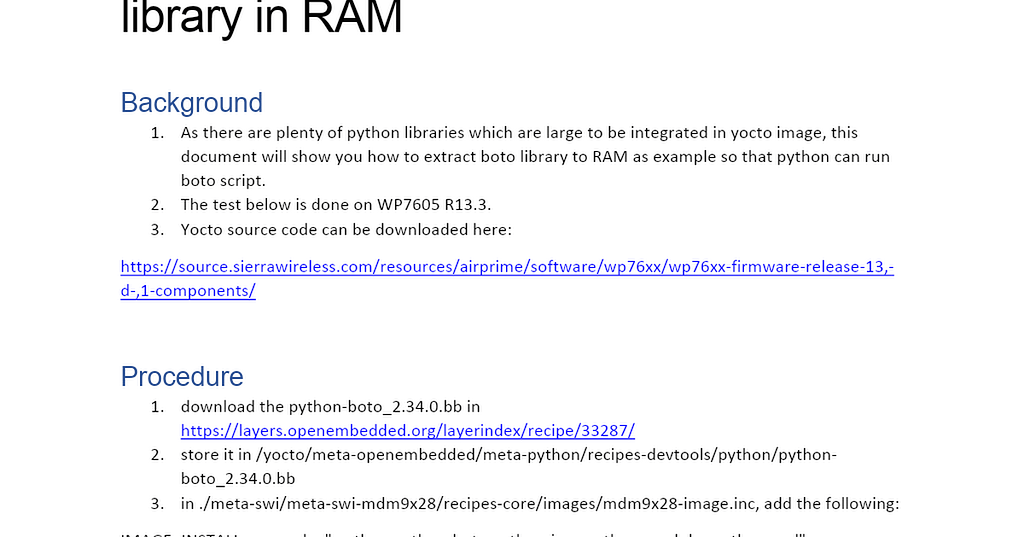 library in RAM
Background
1. As there are plenty of python libraries which are large to be integrated in yocto image, this
document will show you how to extract boto library to RAM as example so that python can run
boto script.
2. The test below is done on WP7605 R13.3.
3. Yocto source code can be downloaded here:
https://source.sierrawireless.com/resources/airprime/software/wp76xx/wp76xx-firmware-release-13,-
d-,1-components/
Procedure
1. download the python-boto_2.34.0.bb in
https://layers.openembedded.org/layerindex/recipe/33287/
2. store it in /yocto/meta-openembedded/meta-python/recipes-devtools/python/python-
boto_2.34.0.bb
3. in ./meta-swi/meta-swi-mdm9x28/recipes-core/images/mdm9x28-image.inc, add the following: